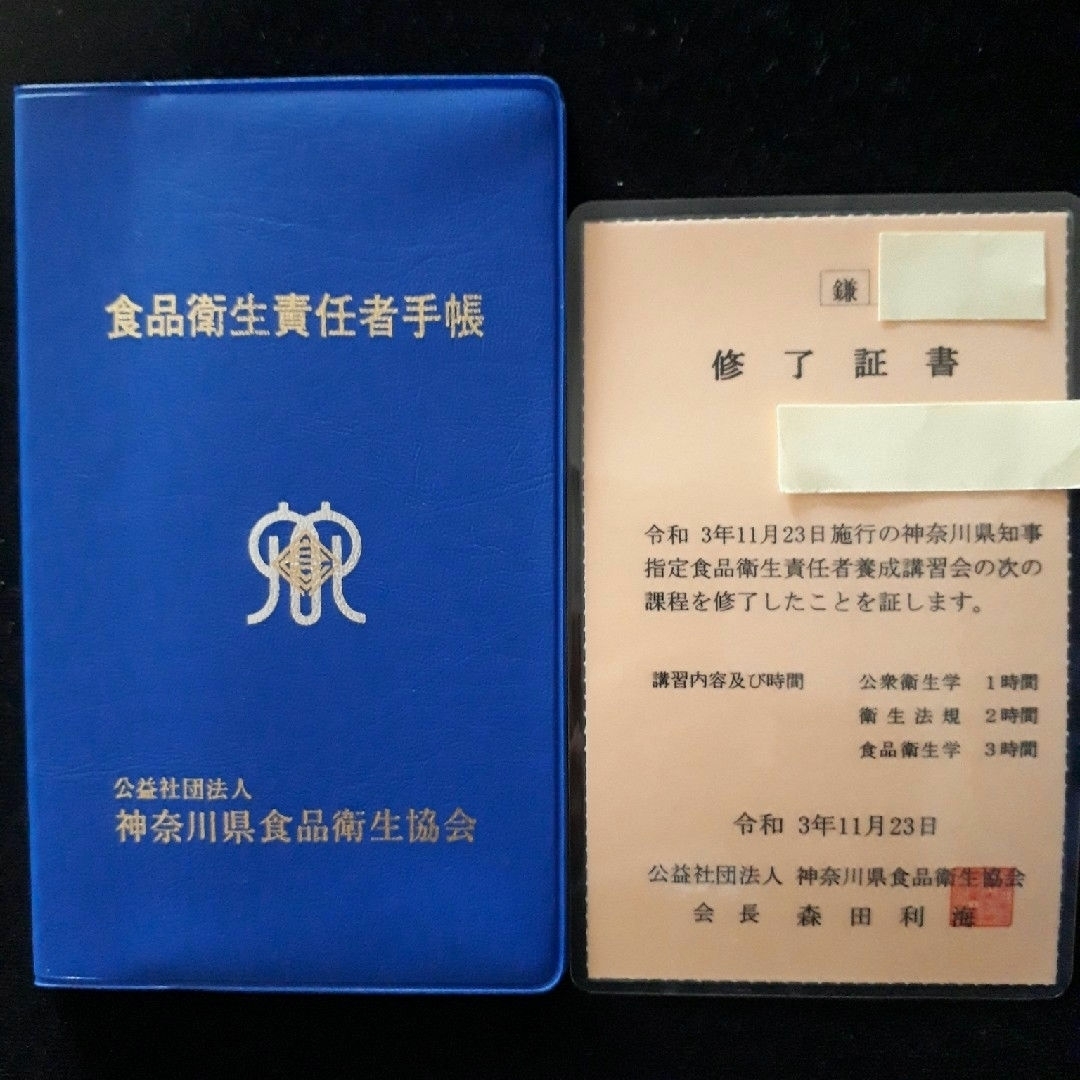 食品衛生責任者手帳
公益社団法人
神奈川県食品衛生協会
鎌
修了証書
令和 3年11月23日施行の神奈川県知事
指定食品衛生責任者養成講習会の次の
課程を修了したことを証します。
講習内容及び時間 公衆衛生学 1時間
衛生法規 2時間
食品衛生学 3時間
令和 3年11月23日
公益社団法人 神奈川県食品衛生協会
会長 森田利海